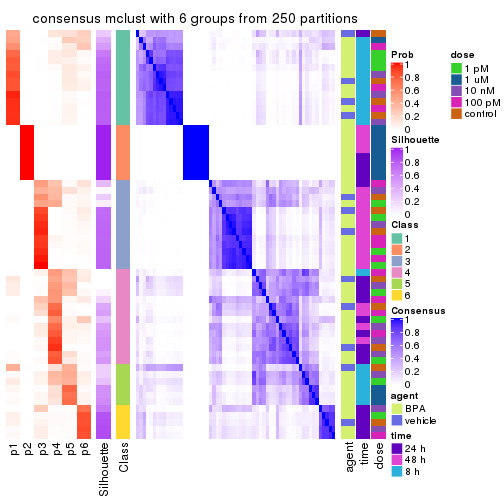 consensus mclust with 6 groups from 250 partitions
p1
p2
p3
p4
p5
p6
Silhouette
Class
agent
time
dose
Prob
1
0.8
0.6
0.4
0.2
0
Silhouette
1
0.8
0.6
0.4
0.2
0
Class
1
2
3
4
5
6
Consensus
1
0.8
0.6
0.4
0.2
0
agent
BPA
vehicle
time
24 h
48 h
8 h
dose
1 pM
1 uM
10 nM
100 pM
control